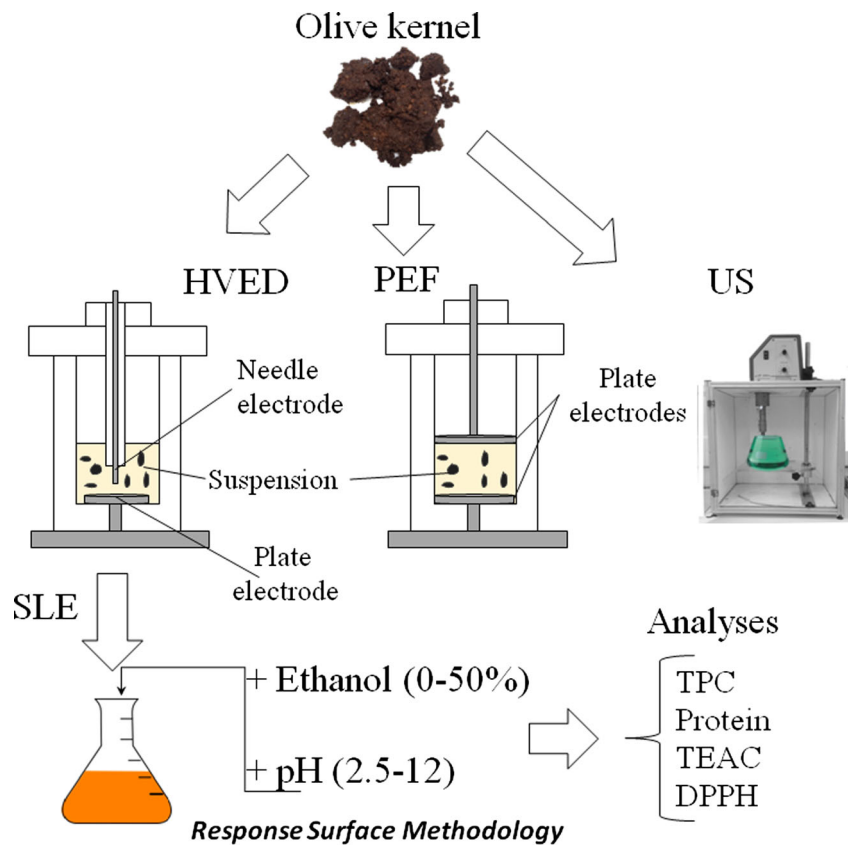 Olive kernel
HVED
PEF
US
Needle
electrode
Plate
electrodes
Suspension
Plate
electrode
SLE
+ Ethanol (0-50%)
+ pH (2.5-12)
Response Surface Methodology
Analyses
TPC
Protein
TEAC
DPPH